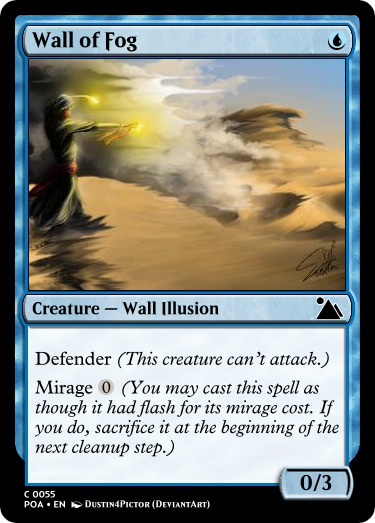 Wall of Fog
Creature — Wall Illusion
Defender (This creature can't attack.)
Mirage 0 (You may cast this spell as
though it had flash for its mirage cost. If
you do, sacrifice it at the beginning of the
next cleanup step.)
0/3
C 0055
POA • EN Dustin4Pictor (DeviantArt)